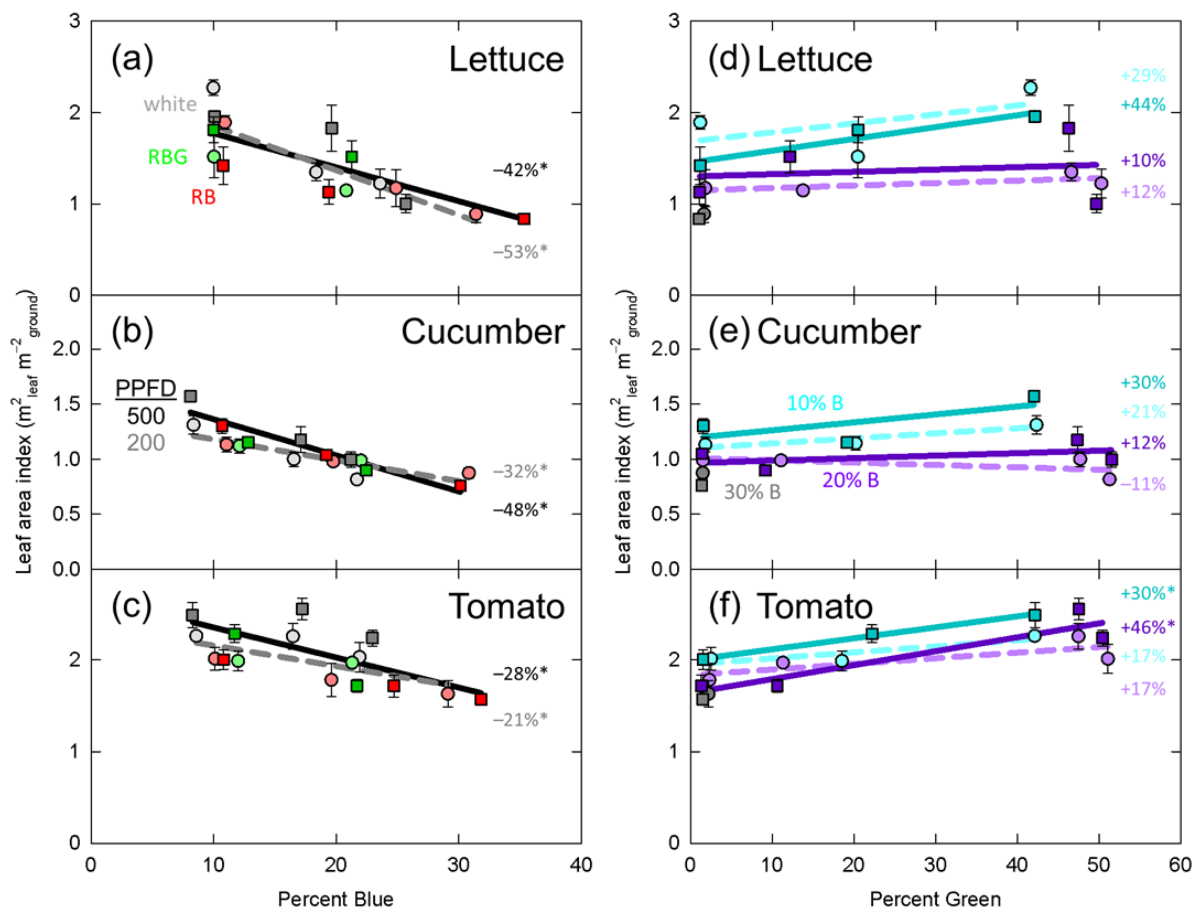 (a) Lettuce
white
RBG
RB
−42%*
−53%*
3
2
1
0
(b) Cucumber
PPFD
500
200
−32%*
−48%*
2.0
1.5
1.0
0.5
0.0
(c) Tomato
−28%*
−21%*
2
1
0
0 10 20 30 40
Percent Blue
Leaf area index (m²leaf m⁻²ground)
(d) Lettuce
+29%
+44%
+10%
+12%
3
2
1
0
(e) Cucumber
+30%
+21%
+12%
−11%
10% B
20% B
30% B
2.0
1.5
1.0
0.5
0.0
(f) Tomato
+30%*
+46%*
+17%
+17%
2
1
0
0 10 20 30 40 50 60
Percent Green
Leaf area index (m²leaf m⁻²ground)